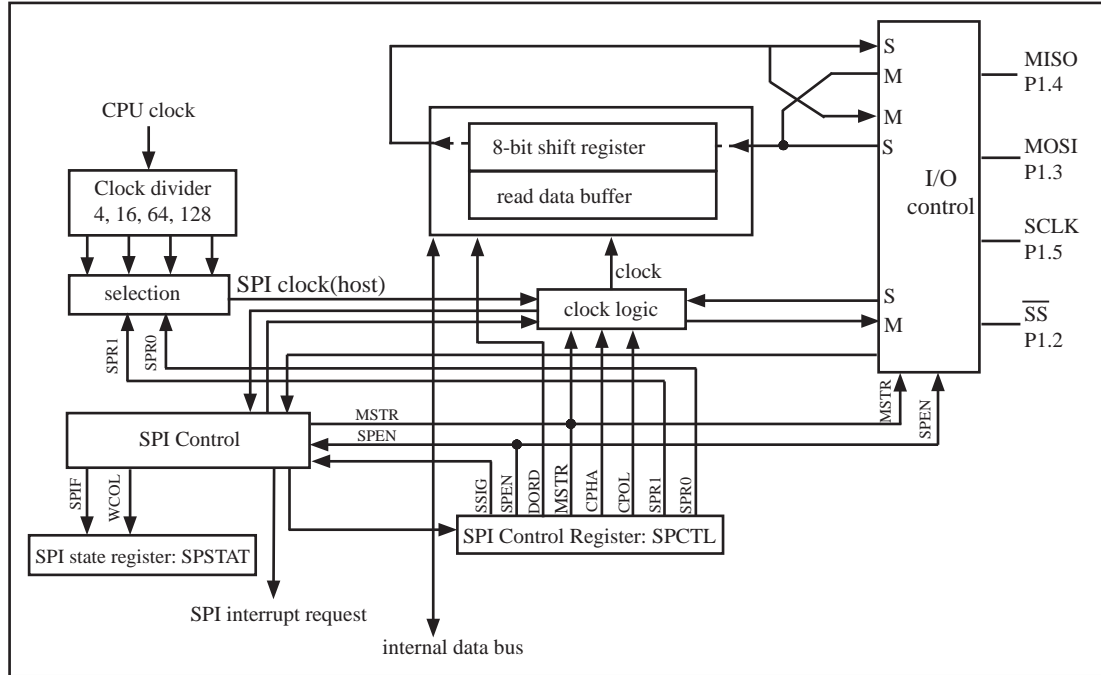 S
MISO
M
P1.4
CPU clock
M
8-bit shift register
S
MOSI
P1.3
Clock divider
4, 16, 64, 128
read data buffer
I/O
control
SCLK
P1.5
clock
selection
SPI clock(host)
clock logic
S
M
SS
P1.2
SPR1
SPR0
MSTR
SPEN
SPI Control
MSTR
SPEN
SPIF
WCOL
SSIG
SPEN
DORD
MSTR
CPHA
CPOL
SPR1
SPR0
SPI Control Register: SPCTL
SPI state register: SPSTAT
SPI interrupt request
internal data bus